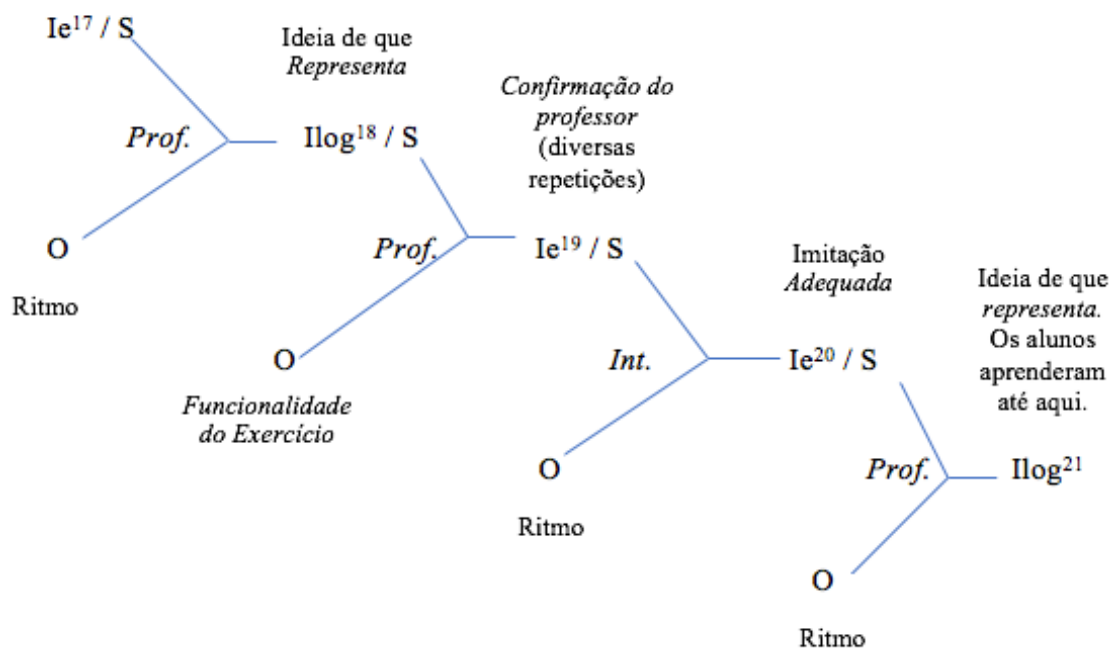 Ie¹⁷ / S
Ideia de que
Representa
Confirmação do
professor
(diversas
repetições)
Prof.
Ilog¹⁸ / S
O
Ritmo
Prof.
Ie¹⁹ / S
Imitação
Adequada
Ideia de que
representa.
Os alunos
aprenderam
até aqui.
O
Funcionalidade
do Exercício
Int.
Ie²⁰ / S
O
Ritmo
Prof.
Ilog²¹
O
Ritmo